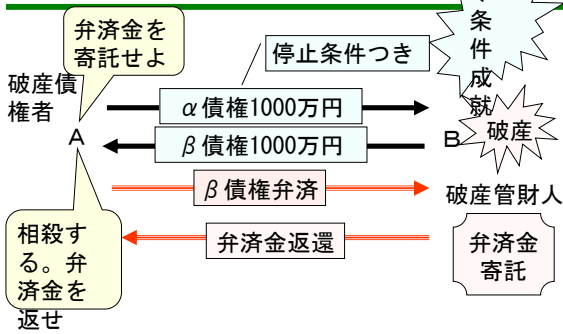 弁済金を
寄託せよ
停止条件つき
条
件
成
就
破産債
権者
A
α債権1000万円
β債権1000万円
B
破産
β債権弁済
破産管財人
相殺す
る。弁
済金を
返せ
弁済金返還
弁済金
寄託